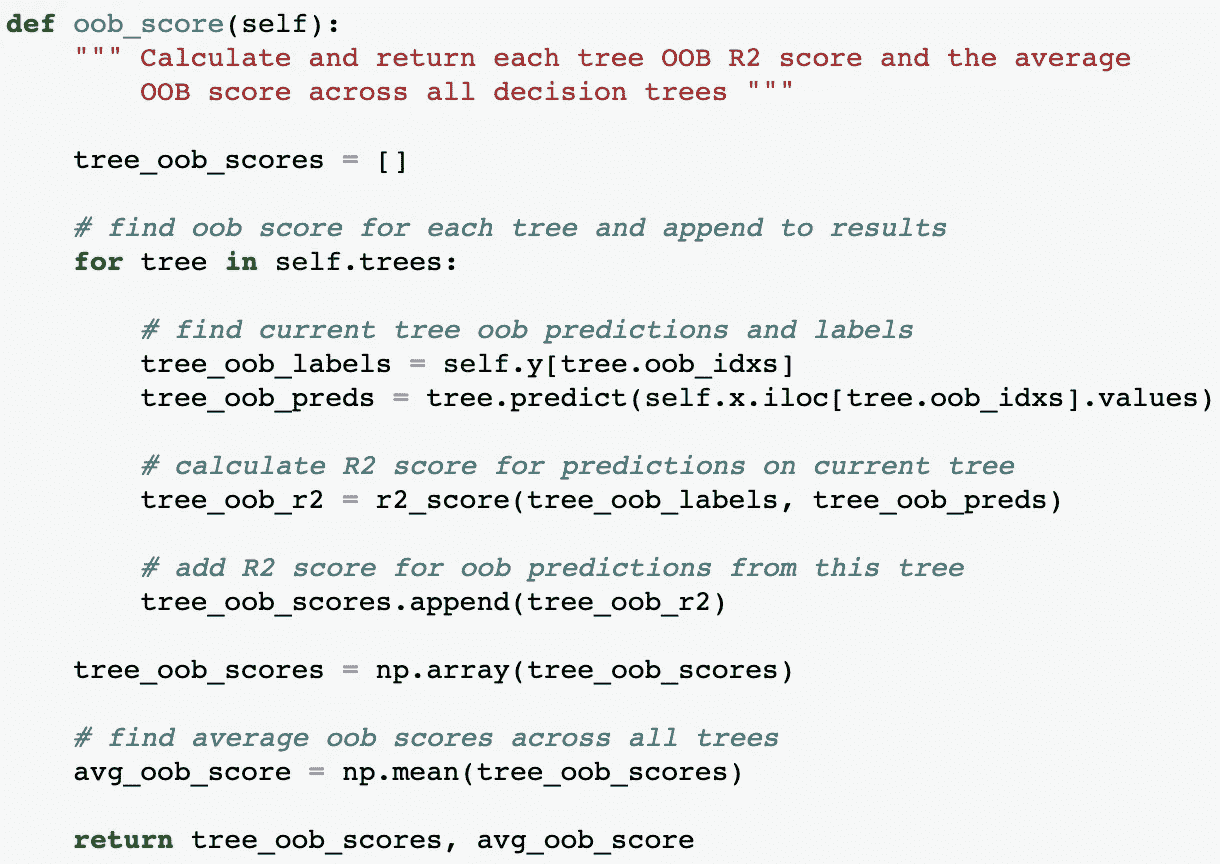 def oob_score(self):
    """ Calculate and return each tree OOB R2 score and the average
        OOB score across all decision trees """

    tree_oob_scores = []

    # find oob score for each tree and append to results
    for tree in self.trees:

        # find current tree oob predictions and labels
        tree_oob_labels = self.y[tree.oob_idxs]
        tree_oob_preds = tree.predict(self.x.iloc[tree.oob_idxs].values)

        # calculate R2 score for predictions on current tree
        tree_oob_r2 = r2_score(tree_oob_labels, tree_oob_preds)

        # add R2 score for oob predictions from this tree
        tree_oob_scores.append(tree_oob_r2)

    tree_oob_scores = np.array(tree_oob_scores)

    # find average oob scores across all trees
    avg_oob_score = np.mean(tree_oob_scores)

    return tree_oob_scores, avg_oob_score